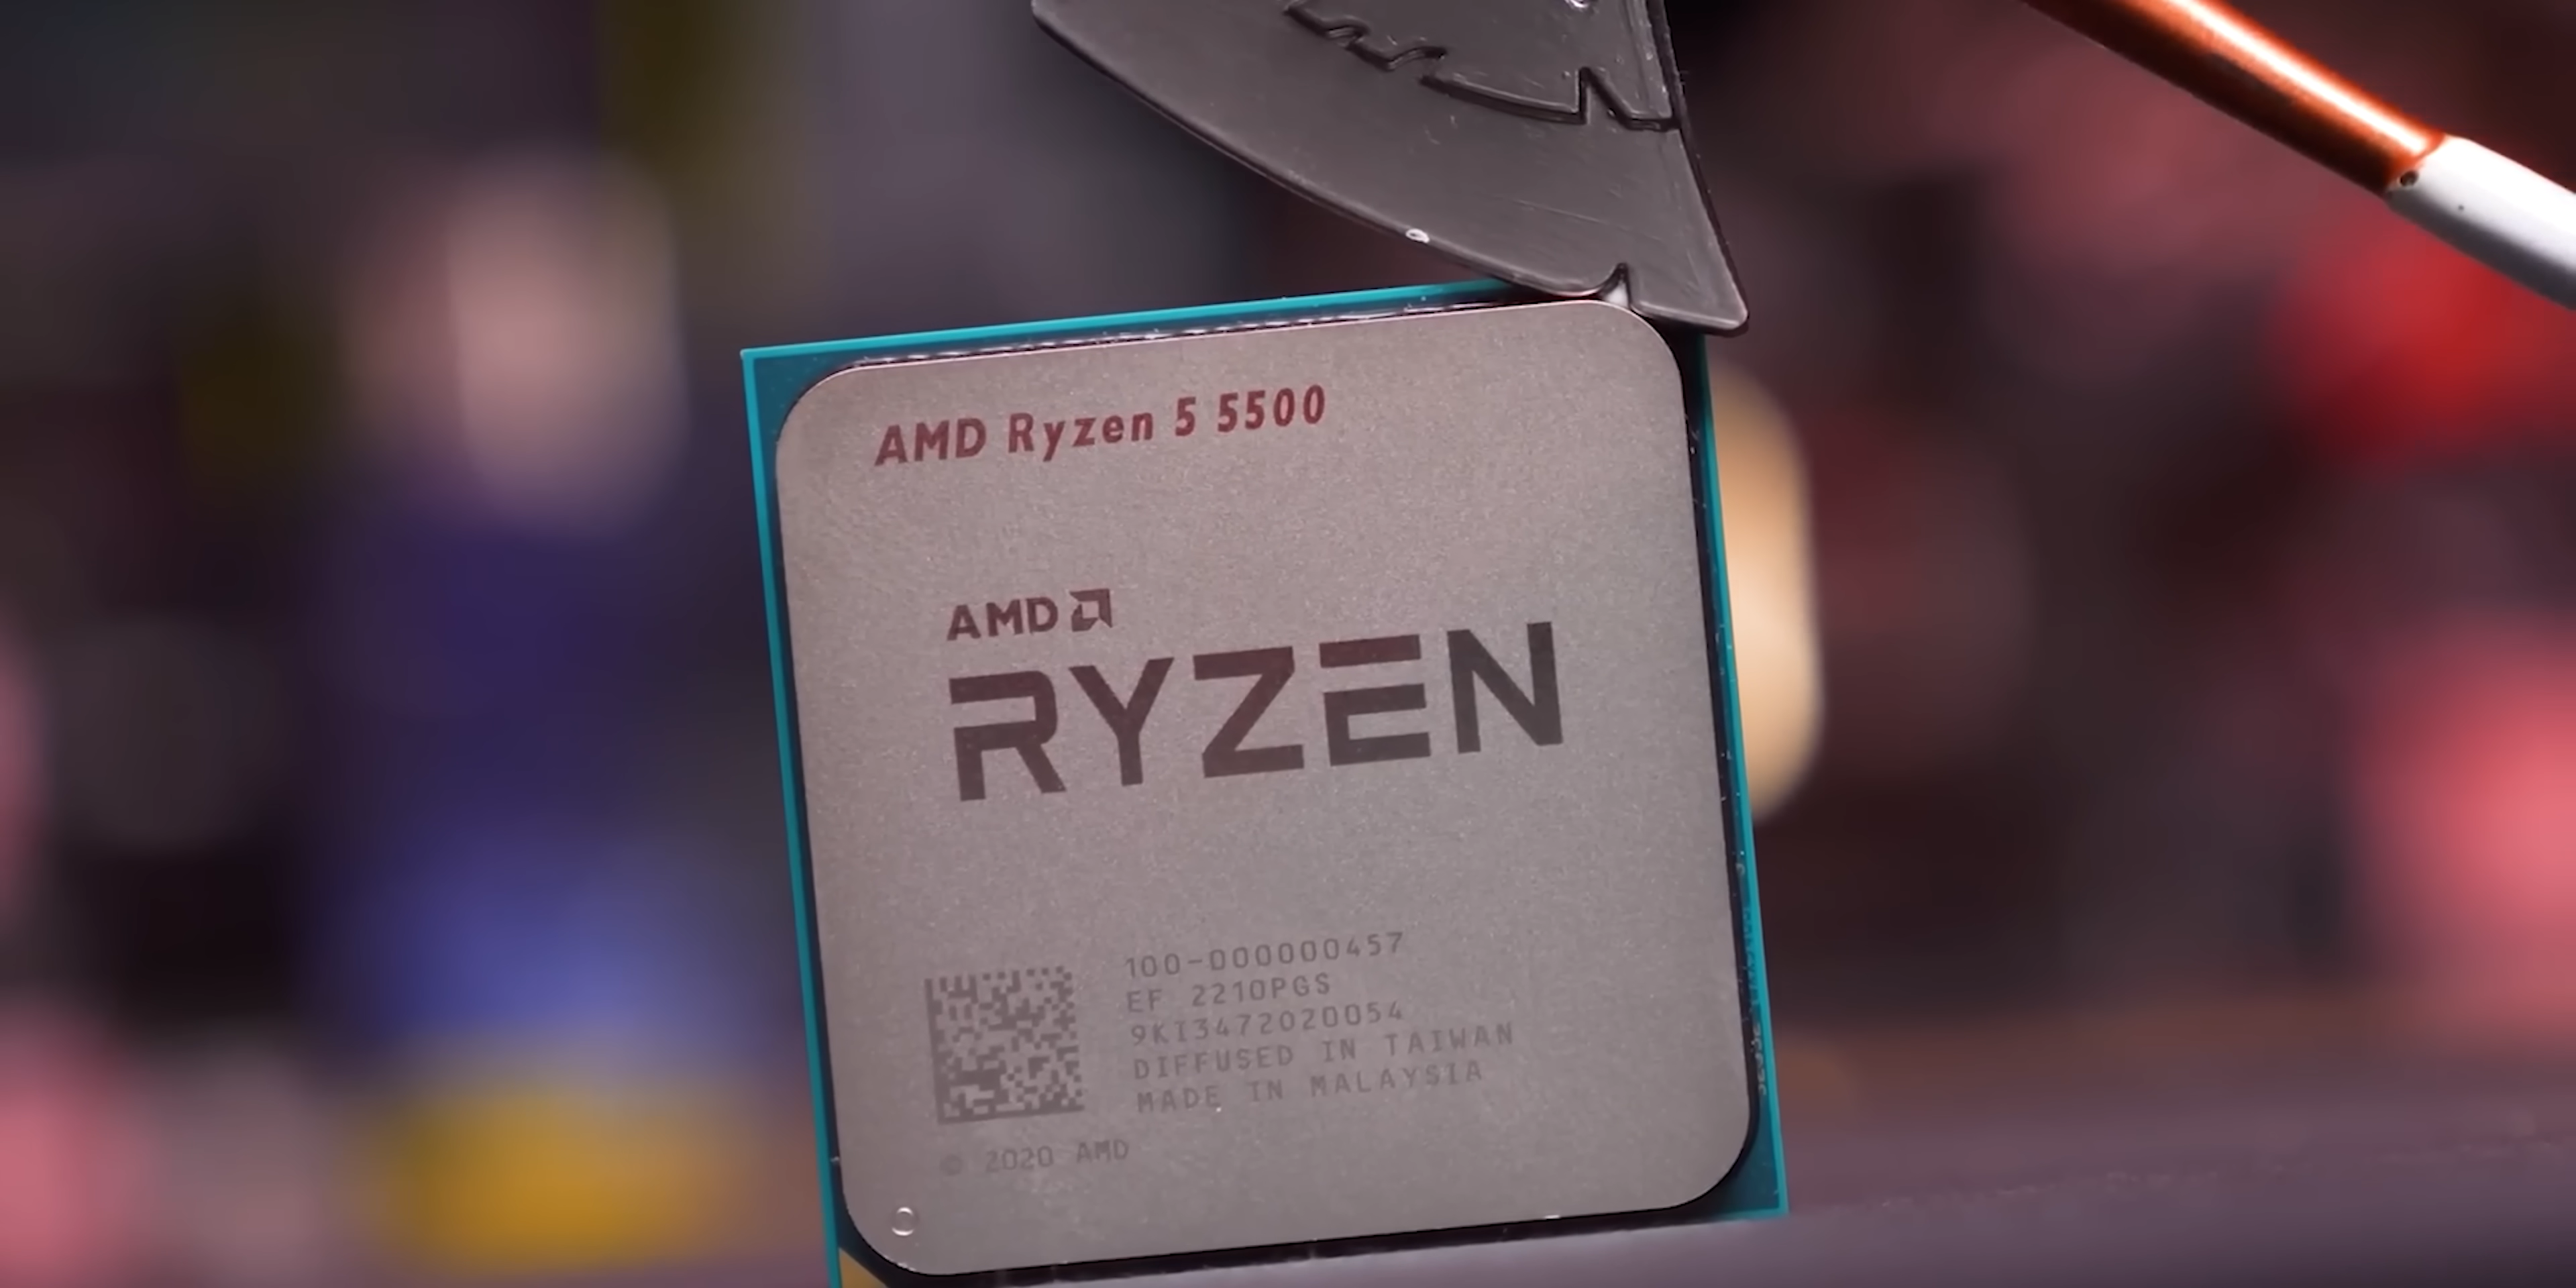 AMD Ryzen 5 5500
AMD
RYZEN
100-000000457
EF 2210PGS
9KI3472020054
DIFFUSED IN TAIWAN
MADE IN MALAYSIA
© 2020 AMD